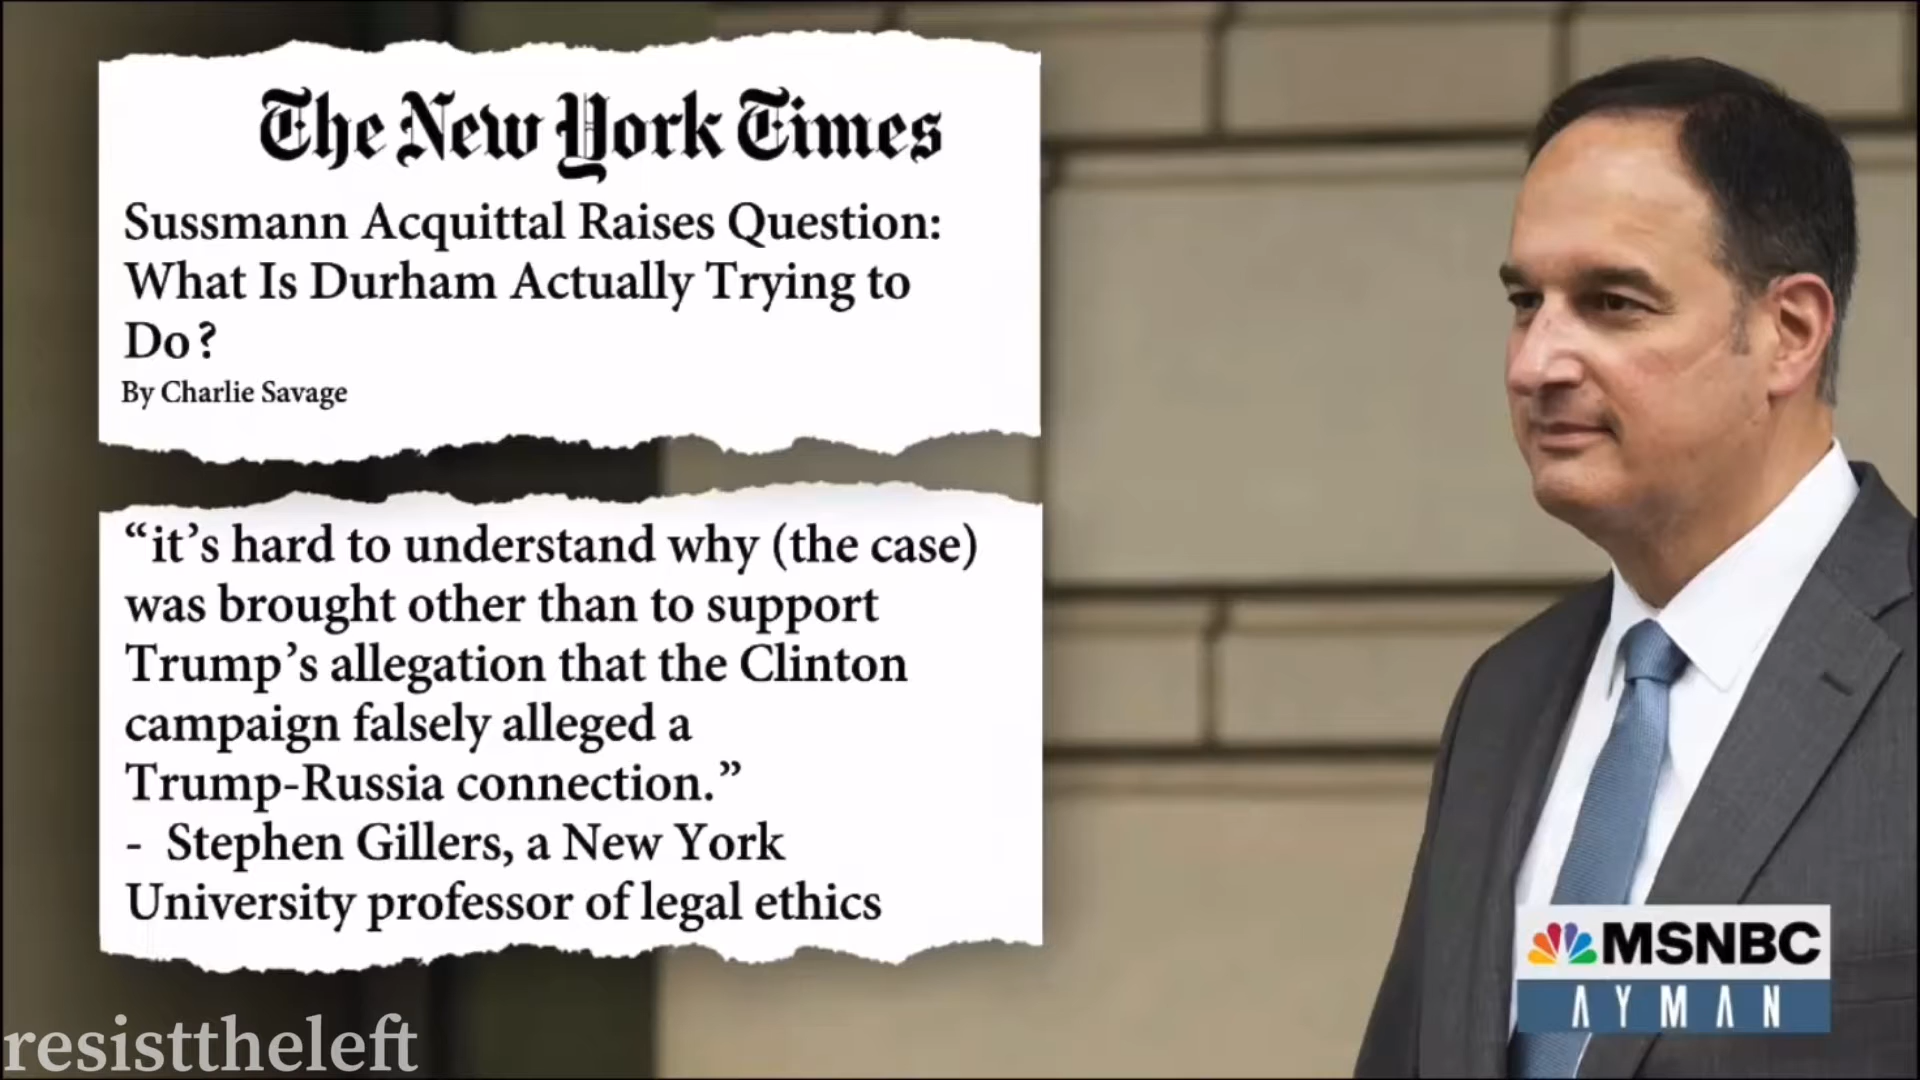 The New York Times
Sussmann Acquittal Raises Question:
What Is Durham Actually Trying to
Do?
By Charlie Savage
“it’s hard to understand why (the case)
was brought other than to support
Trump’s allegation that the Clinton
campaign falsely alleged a
Trump-Russia connection.”
- Stephen Gillers, a New York
University professor of legal ethics
MSNBC
AYMAN
resisttheleft